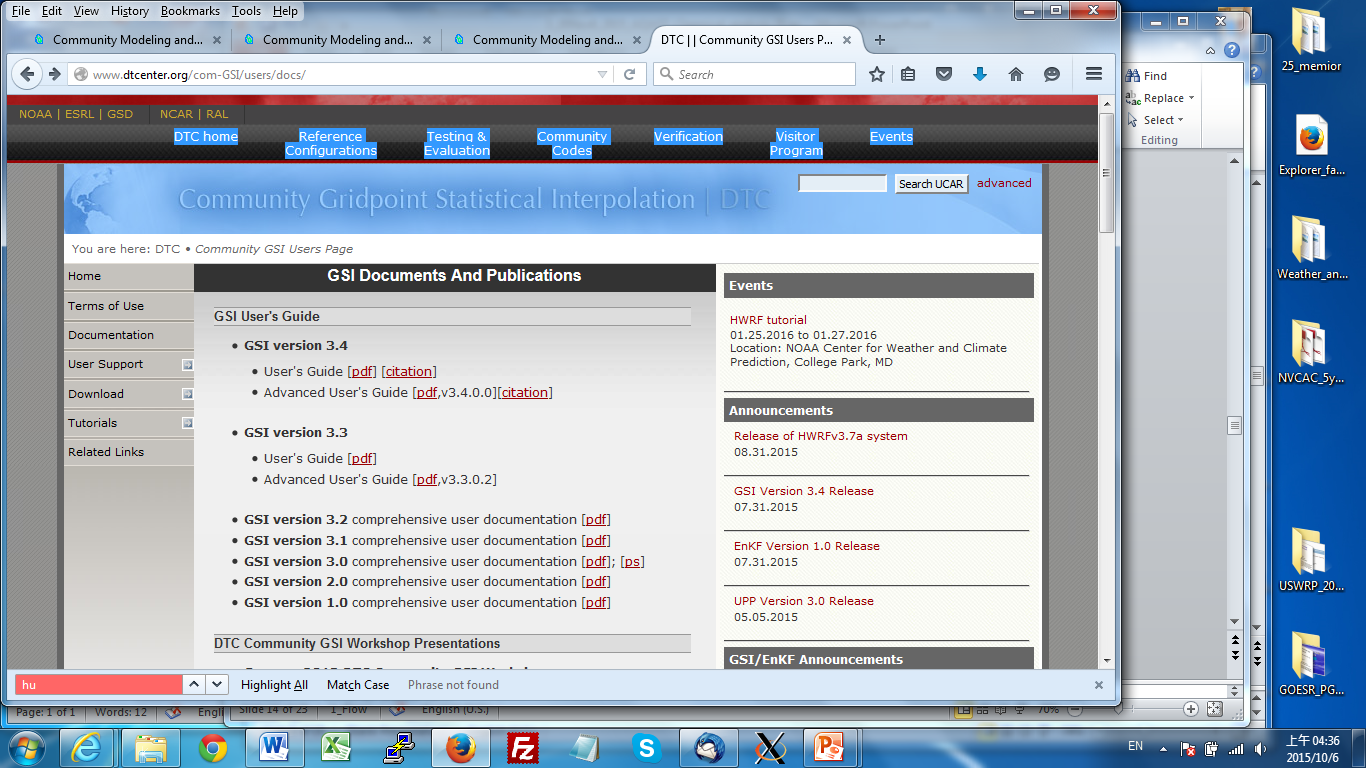 File Edit View History Bookmarks Tools Help
Community Modeling and... Community Modeling and... Community Modeling and... DTC | | Community GSI Users P...
www.dtcenter.org/com-GSI/users/docs/
Search
NOAA | ESRL | GSD NCAR | RAL
DTC home Reference Configurations Testing & Evaluation Community Codes Verification Visitor Program Events
Community Gridpoint Statistical Interpolation | DTC
Search UCAR advanced
You are here: DTC • Community GSI Users Page
Home
Terms of Use
Documentation
User Support
Download
Tutorials
Related Links
GSI Documents And Publications
GSI User's Guide
• GSI version 3.4
• User's Guide [pdf] [citation]
• Advanced User's Guide [pdf,v3.4.0.0][citation]
• GSI version 3.3
• User's Guide [pdf]
• Advanced User's Guide [pdf,v3.3.0.2]
• GSI version 3.2 comprehensive user documentation [pdf]
• GSI version 3.1 comprehensive user documentation [pdf]
• GSI version 3.0 comprehensive user documentation [pdf]; [ps]
• GSI version 2.0 comprehensive user documentation [pdf]
• GSI version 1.0 comprehensive user documentation [pdf]
DTC Community GSI Workshop Presentations
Events
HWRF tutorial
01.25.2016 to 01.27.2016
Location: NOAA Center for Weather and Climate
Prediction, College Park, MD
Announcements
Release of HWRFv3.7a system
08.31.2015
GSI Version 3.4 Release
07.31.2015
EnKF Version 1.0 Release
07.31.2015
UPP Version 3.0 Release
05.05.2015
GSI/EnKF Announcements
hu Highlight All Match Case Phrase not found
Page: 1 of 1 Words: 12 Engli
Slide 14 of 23 1_Flow English (U.S.) 70%
Find
Replace
Select
Editing
25_memior
Explorer_fa...
Weather_an...
NVCAC_5y...
USWRP_20...
GOESR_PG...
EN
上午 04:36
2015/10/6